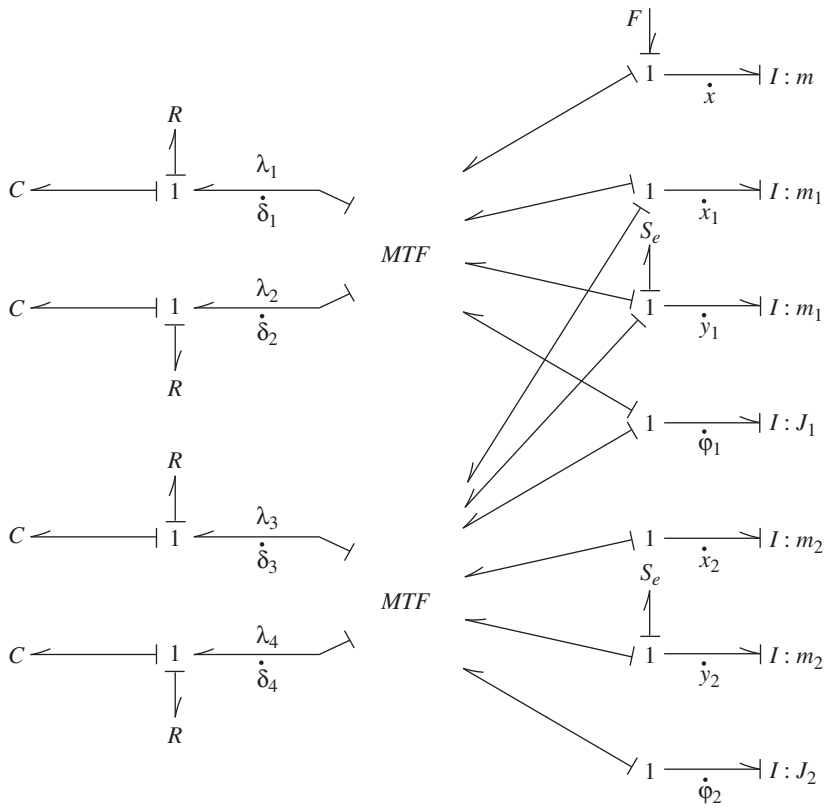 F
1 ẋ I : m
R
C 1 λ₁ δ̇₁
1 ẋ₁ I : m₁
Sₑ
MTF
C 1 λ₂ δ̇₂
1 ẏ₁ I : m₁
R
1 φ̇₁ I : J₁
R
C 1 λ₃ δ̇₃
1 ẋ₂ I : m₂
Sₑ
MTF
C 1 λ₄ δ̇₄
1 ẏ₂ I : m₂
R
1 φ̇₂ I : J₂